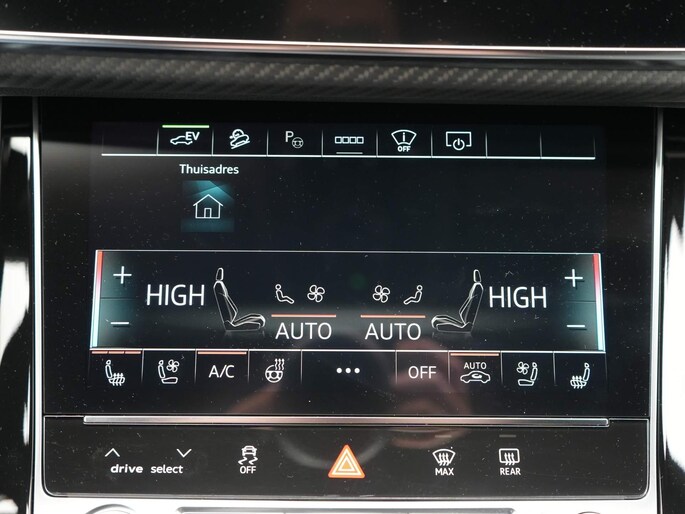 EV
P
OFF
Thuisadres
+ HIGH HIGH +
- AUTO AUTO -
A/C ... OFF AUTO
drive select OFF MAX REAR